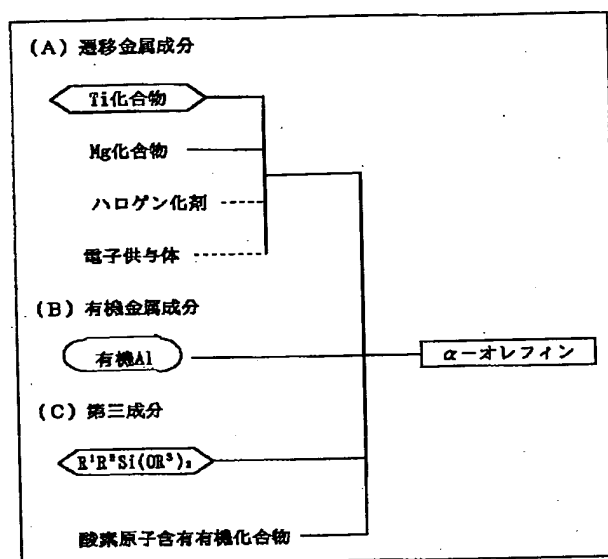 (A) 遷移金属成分
Ti化合物
Mg化合物
ハロゲン化剤
電子供与体
(B) 有機金属成分
有機Al
α-オレフィン
(C) 第三成分
R¹R²Si(OR³)₂
酸素原子含有有機化合物